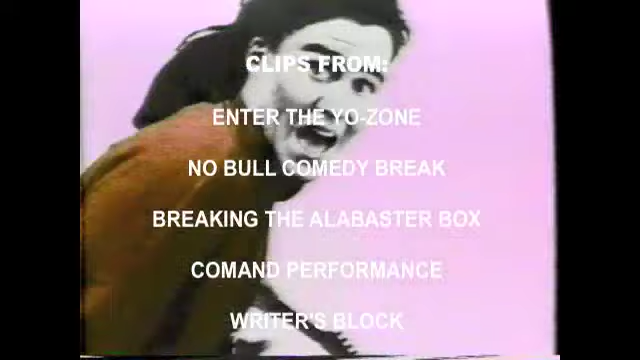 CLIPS FROM:
ENTER THE YO-ZONE
NO BULL COMEDY BREAK
BREAKING THE ALABASTER BOX
COMAND PERFORMANCE
WRITER'S BLOCK